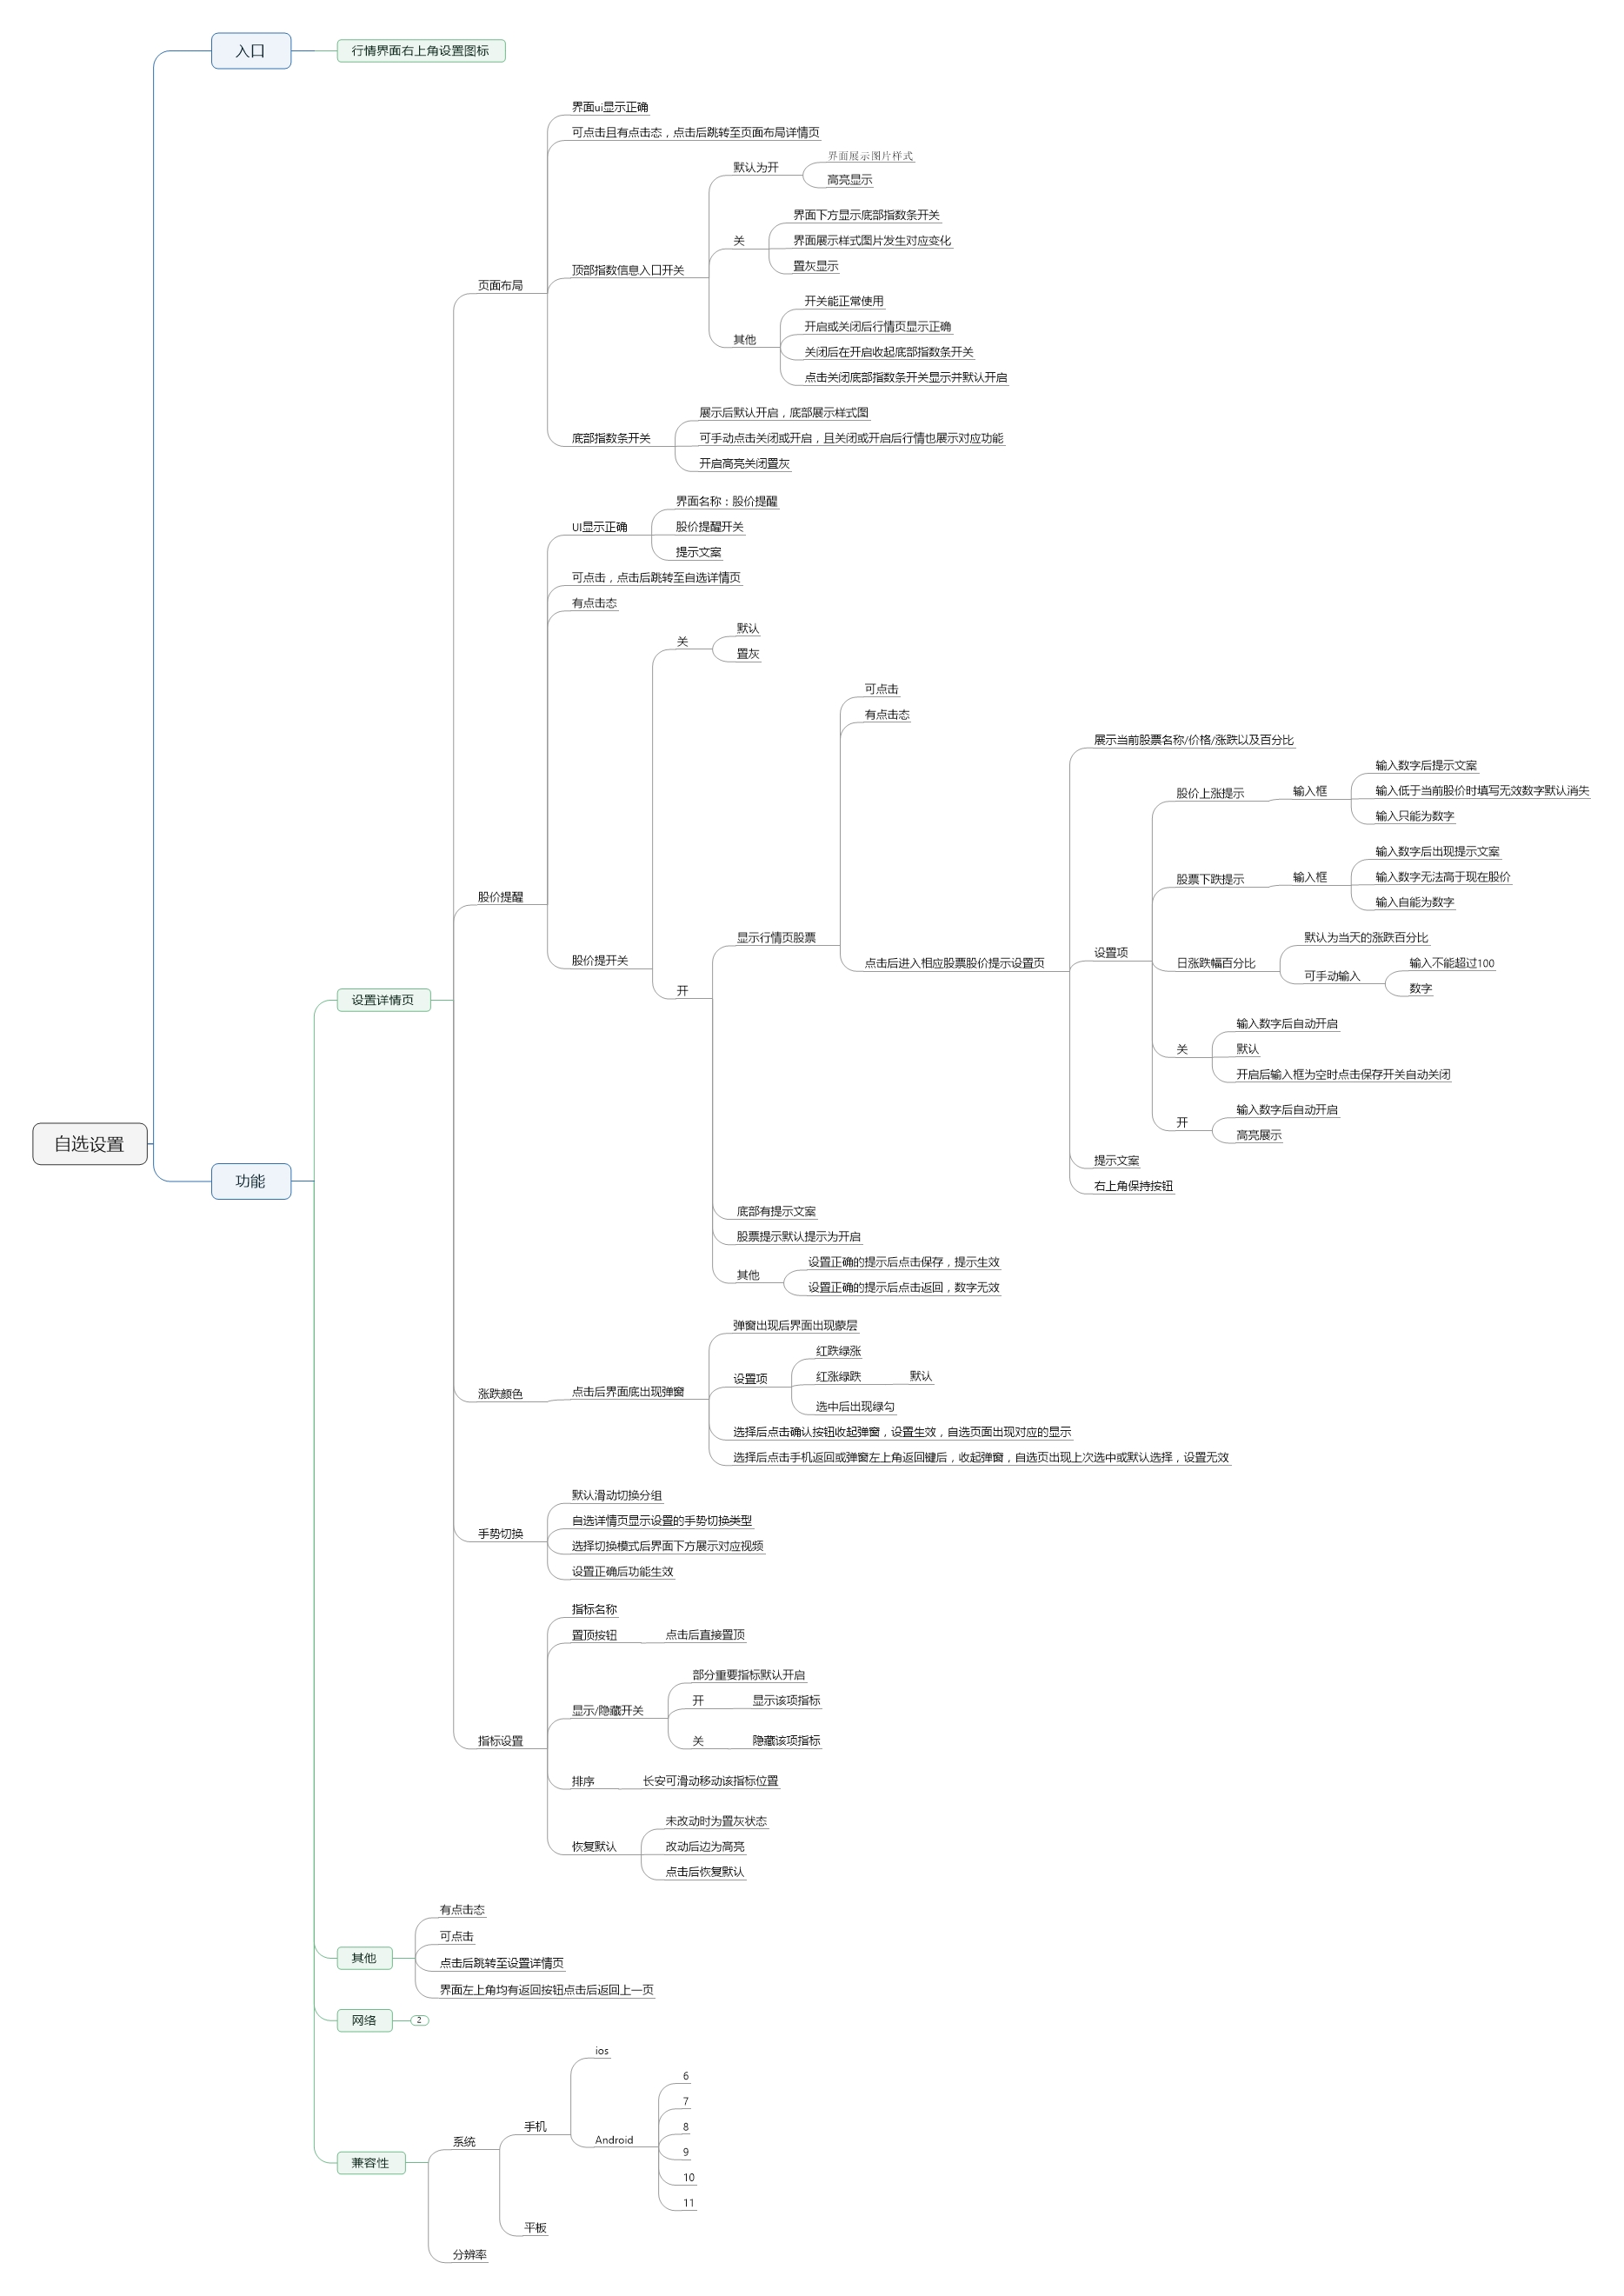 入口
行情界面右上角设置图标
界面ui显示正确
可点击且有点击态，点击后跳转至页面布局详情页
界面展示图片样式
默认为开
高亮显示
界面下方显示底部指数条开关
关
界面展示样式图片发生对应变化
置灰显示
顶部指数信息入口开关
页面布局
开关能正常使用
开启或关闭后行情页显示正确
其他
关闭后在开启收起底部指数条开关
点击关闭底部指数条开关显示并默认开启
展示后默认开启，底部展示样式图
底部指数条开关
可手动点击关闭或开启，且关闭或开启后行情也展示对应功能
开启高亮关闭置灰
界面名称：股价提醒
UI显示正确
股价提醒开关
提示文案
可点击，点击后跳转至自选详情页
有点击态
默认
关
置灰
可点击
有点击态
展示当前股票名称/价格/涨跌以及百分比
输入数字后提示文案
股价上涨提示
输入框
输入低于当前股价时填写无效数字默认消失
输入只能为数字
输入数字后出现提示文案
股票下跌提示
输入框
输入数字无法高于现在股价
输入自能为数字
股价提醒
显示行情页股票
默认为当天的涨跌百分比
设置项
股价提开关
点击后进入相应股票股价提示设置页
日涨跌幅百分比
输入不能超过100
可手动输入
数字
开
设置详情页
输入数字后自动开启
关
默认
开启后输入框为空时点击保存开关自动关闭
输入数字后自动开启
开
高亮展示
自选设置
提示文案
功能
右上角保持按钮
底部有提示文案
股票提示默认提示为开启
设置正确的提示后点击保存，提示生效
其他
设置正确的提示后点击返回，数字无效
弹窗出现后界面出现蒙层
红跌绿涨
设置项
红涨绿跌
默认
涨跌颜色
点击后界面底出现弹窗
选中后出现绿勾
选择后点击确认按钮收起弹窗，设置生效，自选页面出现对应的显示
选择后点击手机返回或弹窗左上角返回键后，收起弹窗，自选页出现上次选中或默认选择，设置无效
默认滑动切换分组
自选详情页显示设置的手势切换类型
手势切换
选择切换模式后界面下方展示对应视频
设置正确后功能生效
指标名称
置顶按钮
点击后直接置顶
部分重要指标默认开启
开
显示该项指标
显示/隐藏开关
指标设置
关
隐藏该项指标
排序
长安可滑动移动该指标位置
未改动时为置灰状态
恢复默认
改动后边为高亮
点击后恢复默认
有点击态
可点击
其他
点击后跳转至设置详情页
界面左上角均有返回按钮点击后返回上一页
网络
2
ios
6
7
手机
8
Android
系统
9
兼容性
10
11
平板
分辨率